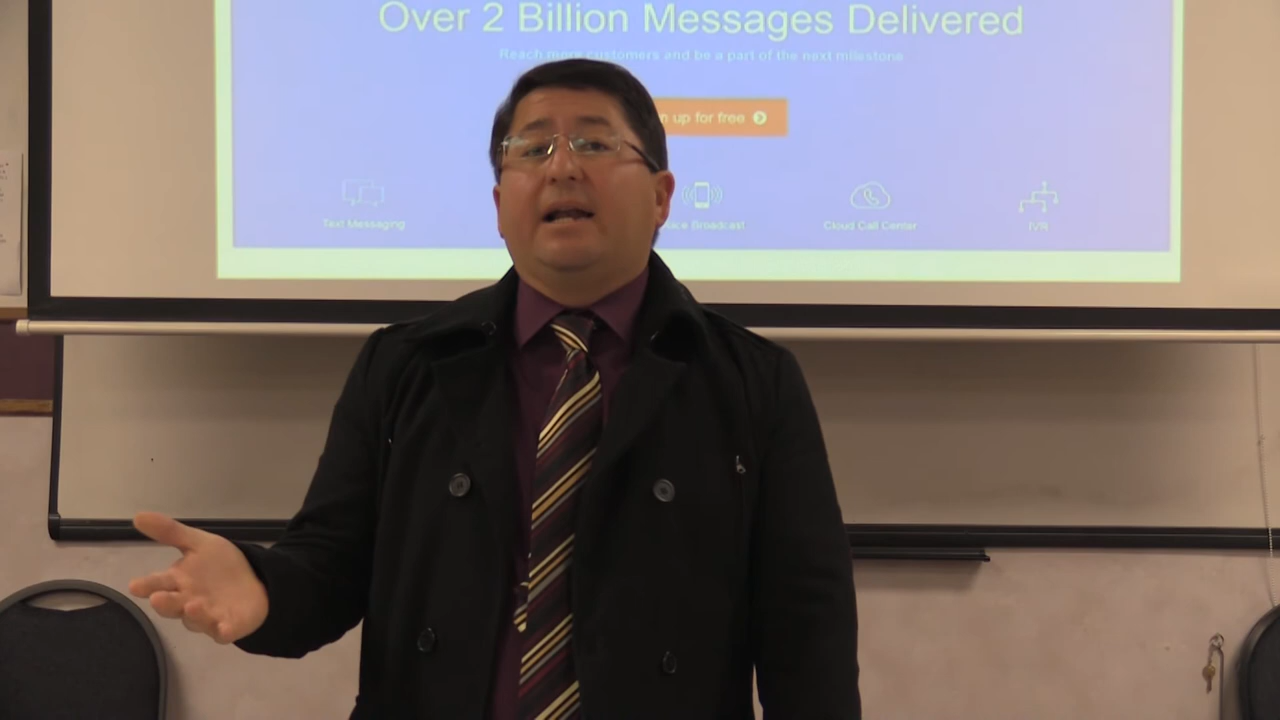 Over 2 Billion Messages Delivered
Reach more customers and be a part of the next milestone
up for free
Text Messaging
Broadcast
Cloud Call Center
IVR